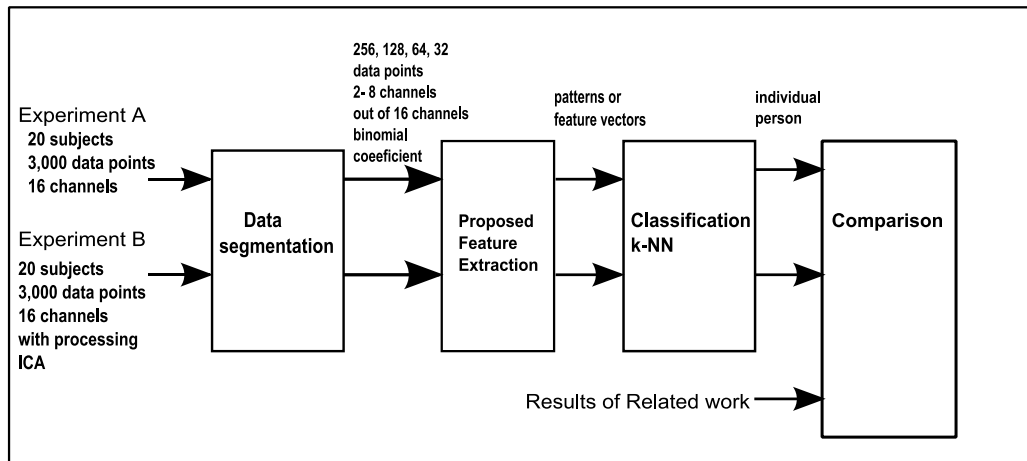 Experiment A
20 subjects
3,000 data points
16 channels
Experiment B
20 subjects
3,000 data points
16 channels
with processing
ICA
Data
segmentation
256, 128, 64, 32
data points
2- 8 channels
out of 16 channels
binomial
coeeficient
Proposed
Feature
Extraction
patterns or
feature vectors
Classification
k-NN
individual
person
Comparison
Results of Related work